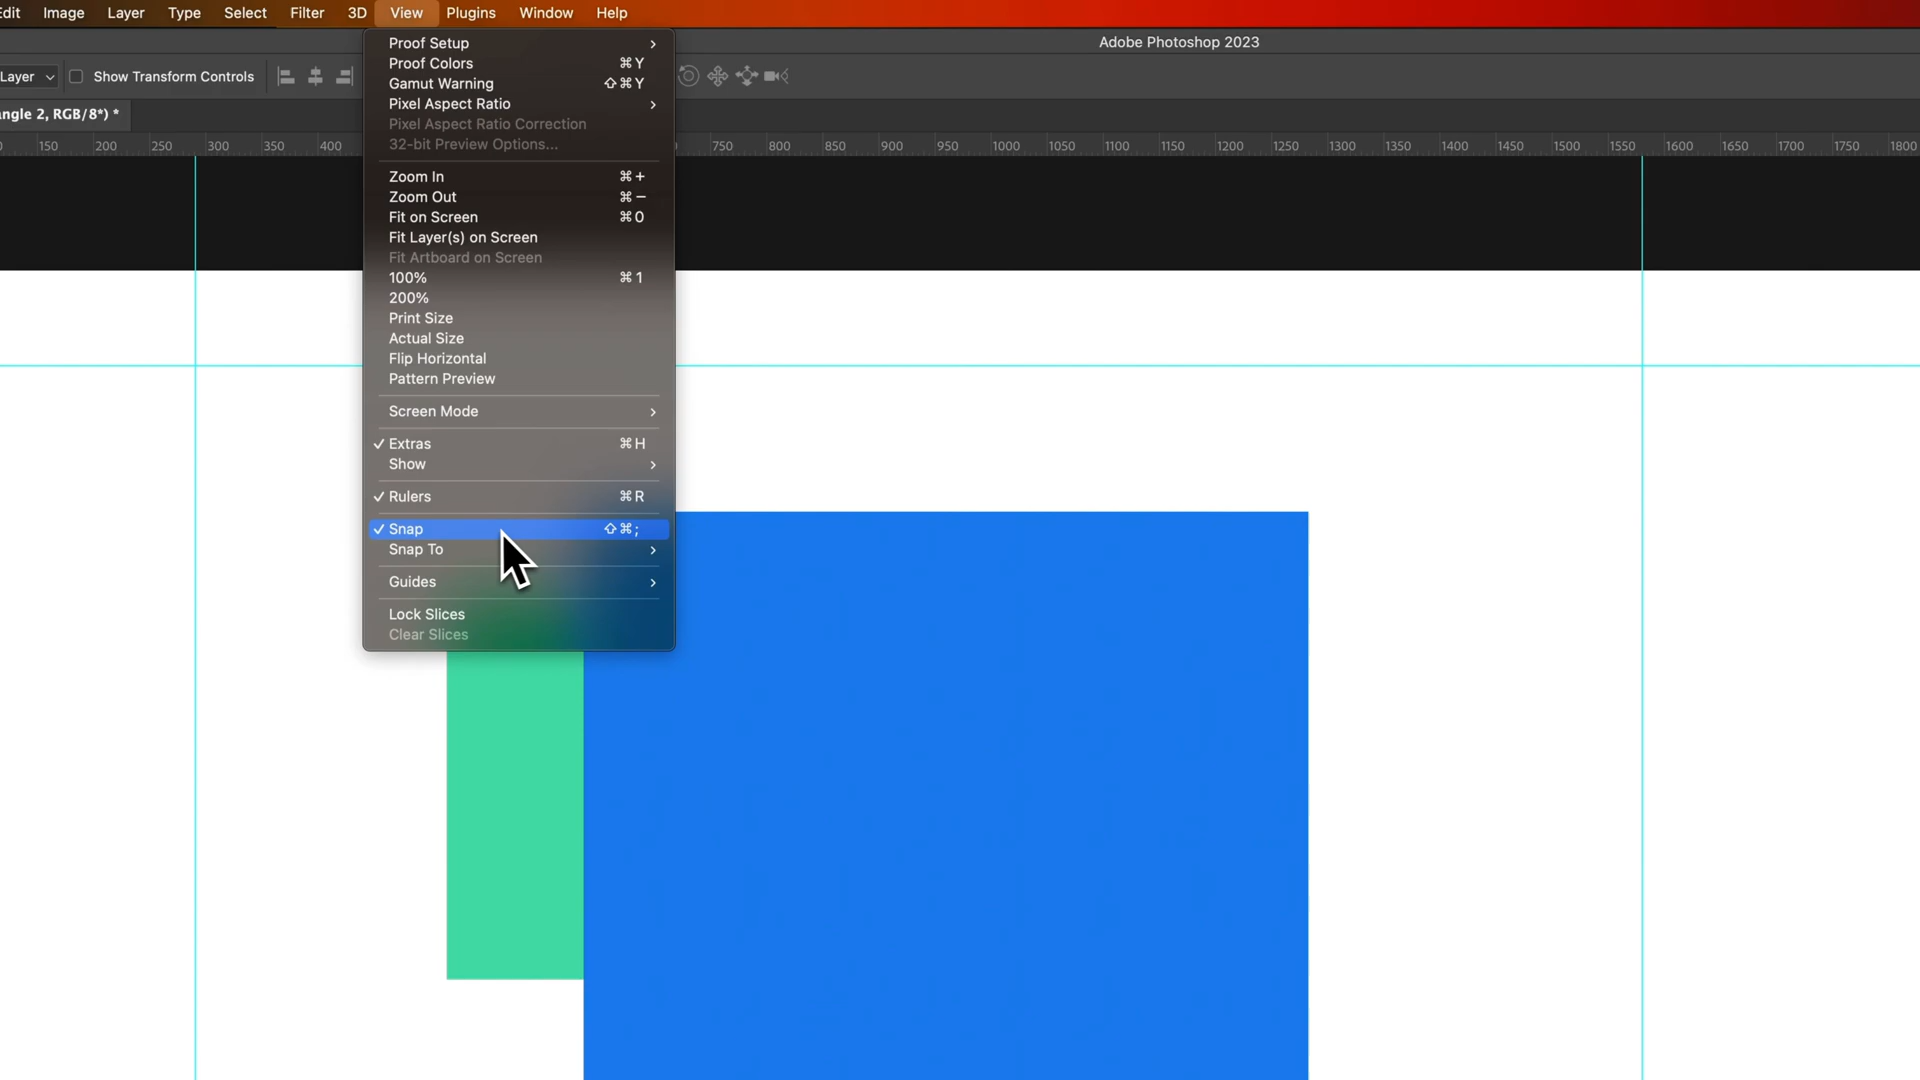 Edit Image Layer Type Select Filter 3D View Plugins Window Help
Adobe Photoshop 2023
Layer Show Transform Controls
angle 2, RGB/8*) *
150 200 250 300 350 400 750 800 850 900 950 1000 1050 1100 1150 1200 1250 1300 1350 1400 1450 1500 1550 1600 1650 1700 1750 1800
Proof Setup
Proof Colors ⌘Y
Gamut Warning ⇧⌘Y
Pixel Aspect Ratio
Pixel Aspect Ratio Correction
32-bit Preview Options...
Zoom In ⌘+
Zoom Out ⌘−
Fit on Screen ⌘0
Fit Layer(s) on Screen
Fit Artboard on Screen
100% ⌘1
200%
Print Size
Actual Size
Flip Horizontal
Pattern Preview
Screen Mode
✓ Extras ⌘H
Show
✓ Rulers ⌘R
✓ Snap ⇧⌘;
Snap To
Guides
Lock Slices
Clear Slices